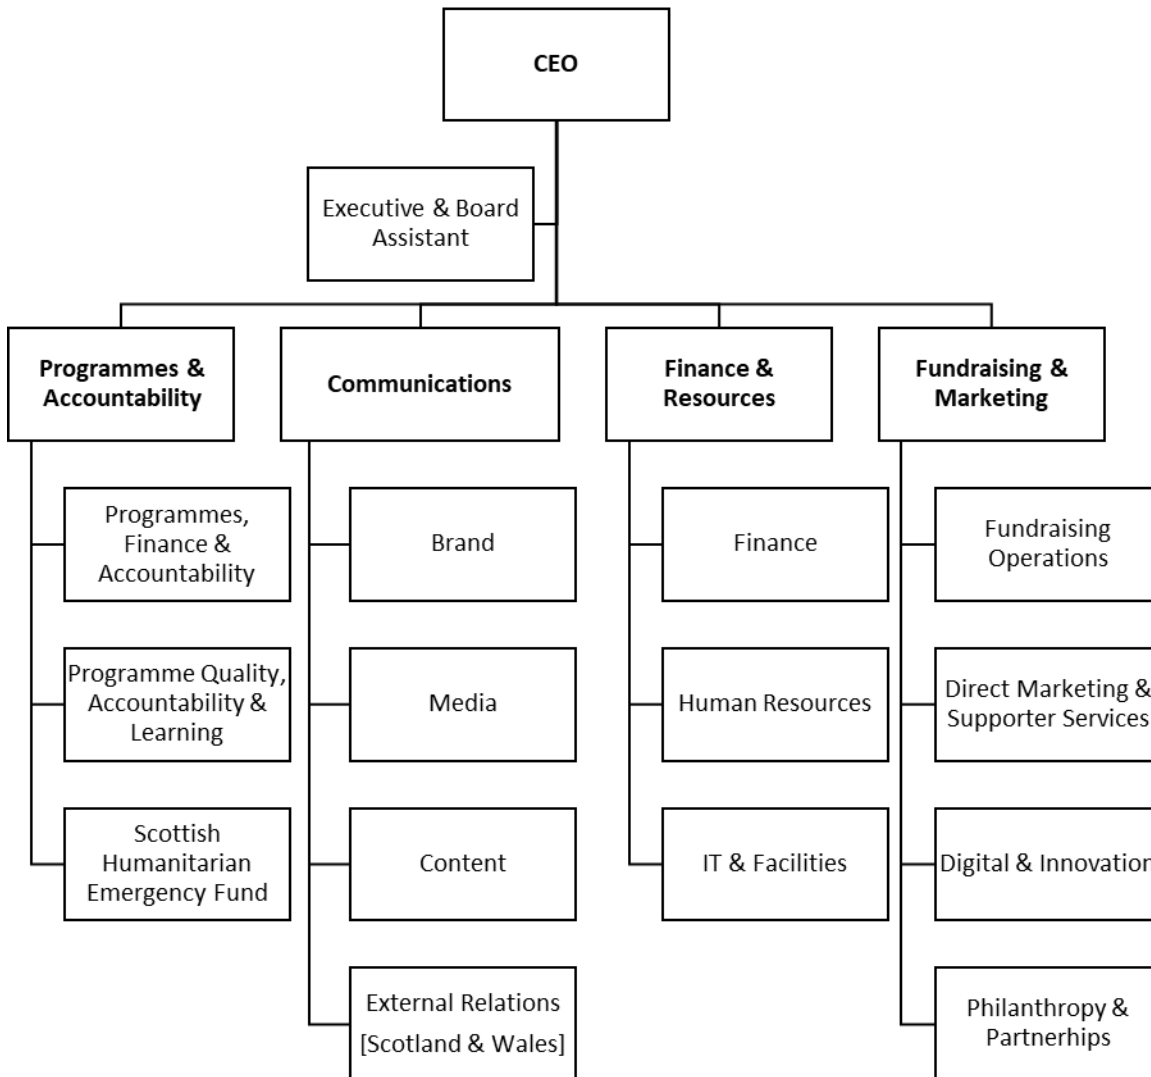 CEO
Executive & Board
Assistant
Programmes &
Accountability
Communications
Finance &
Resources
Fundraising &
Marketing
Programmes,
Finance &
Accountability
Brand
Finance
Fundraising
Operations
Programme Quality,
Accountability &
Learning
Media
Human Resources
Direct Marketing &
Supporter Services
Scottish
Humanitarian
Emergency Fund
Content
IT & Facilities
Digital & Innovation
External Relations
[Scotland & Wales]
Philanthropy &
Partnerhips